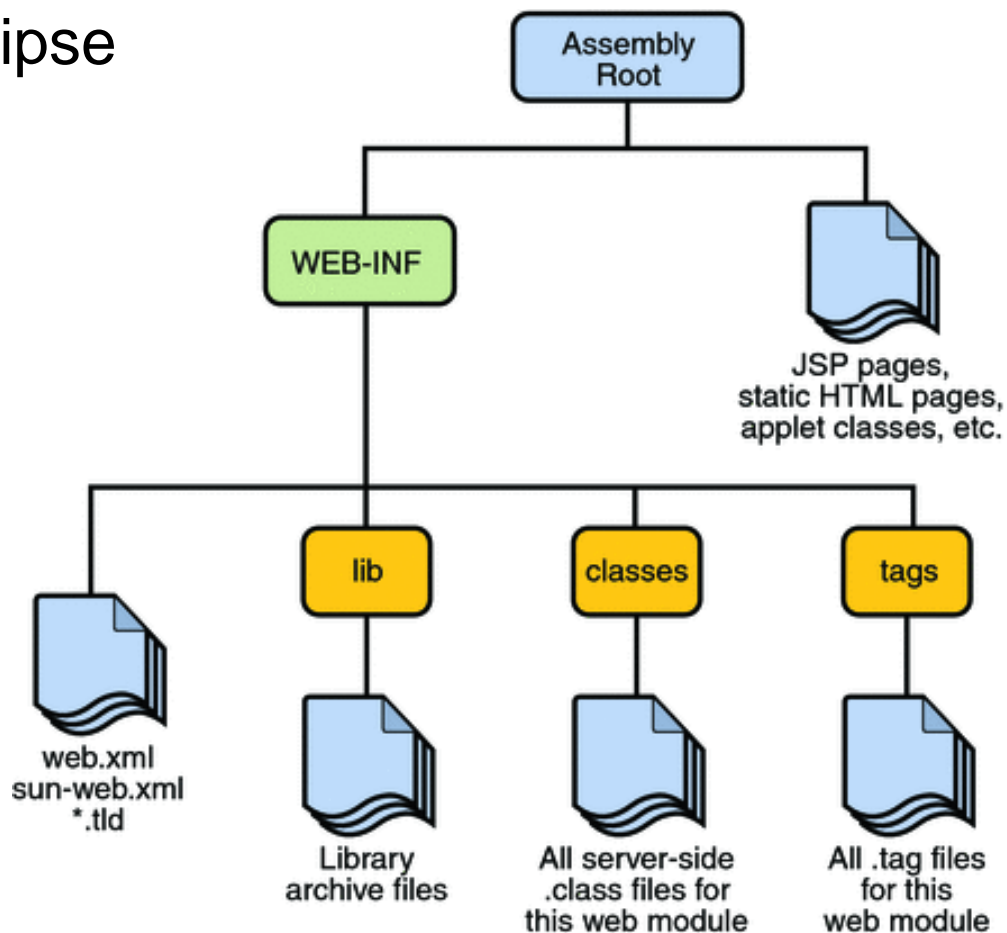 ipse
Assembly
Root
WEB-INF
JSP pages,
static HTML pages,
applet classes, etc.
lib
classes
tags
web.xml
sun-web.xml
*.tld
Library
archive files
All server-side
.class files for
this web module
All .tag files
for this
web module